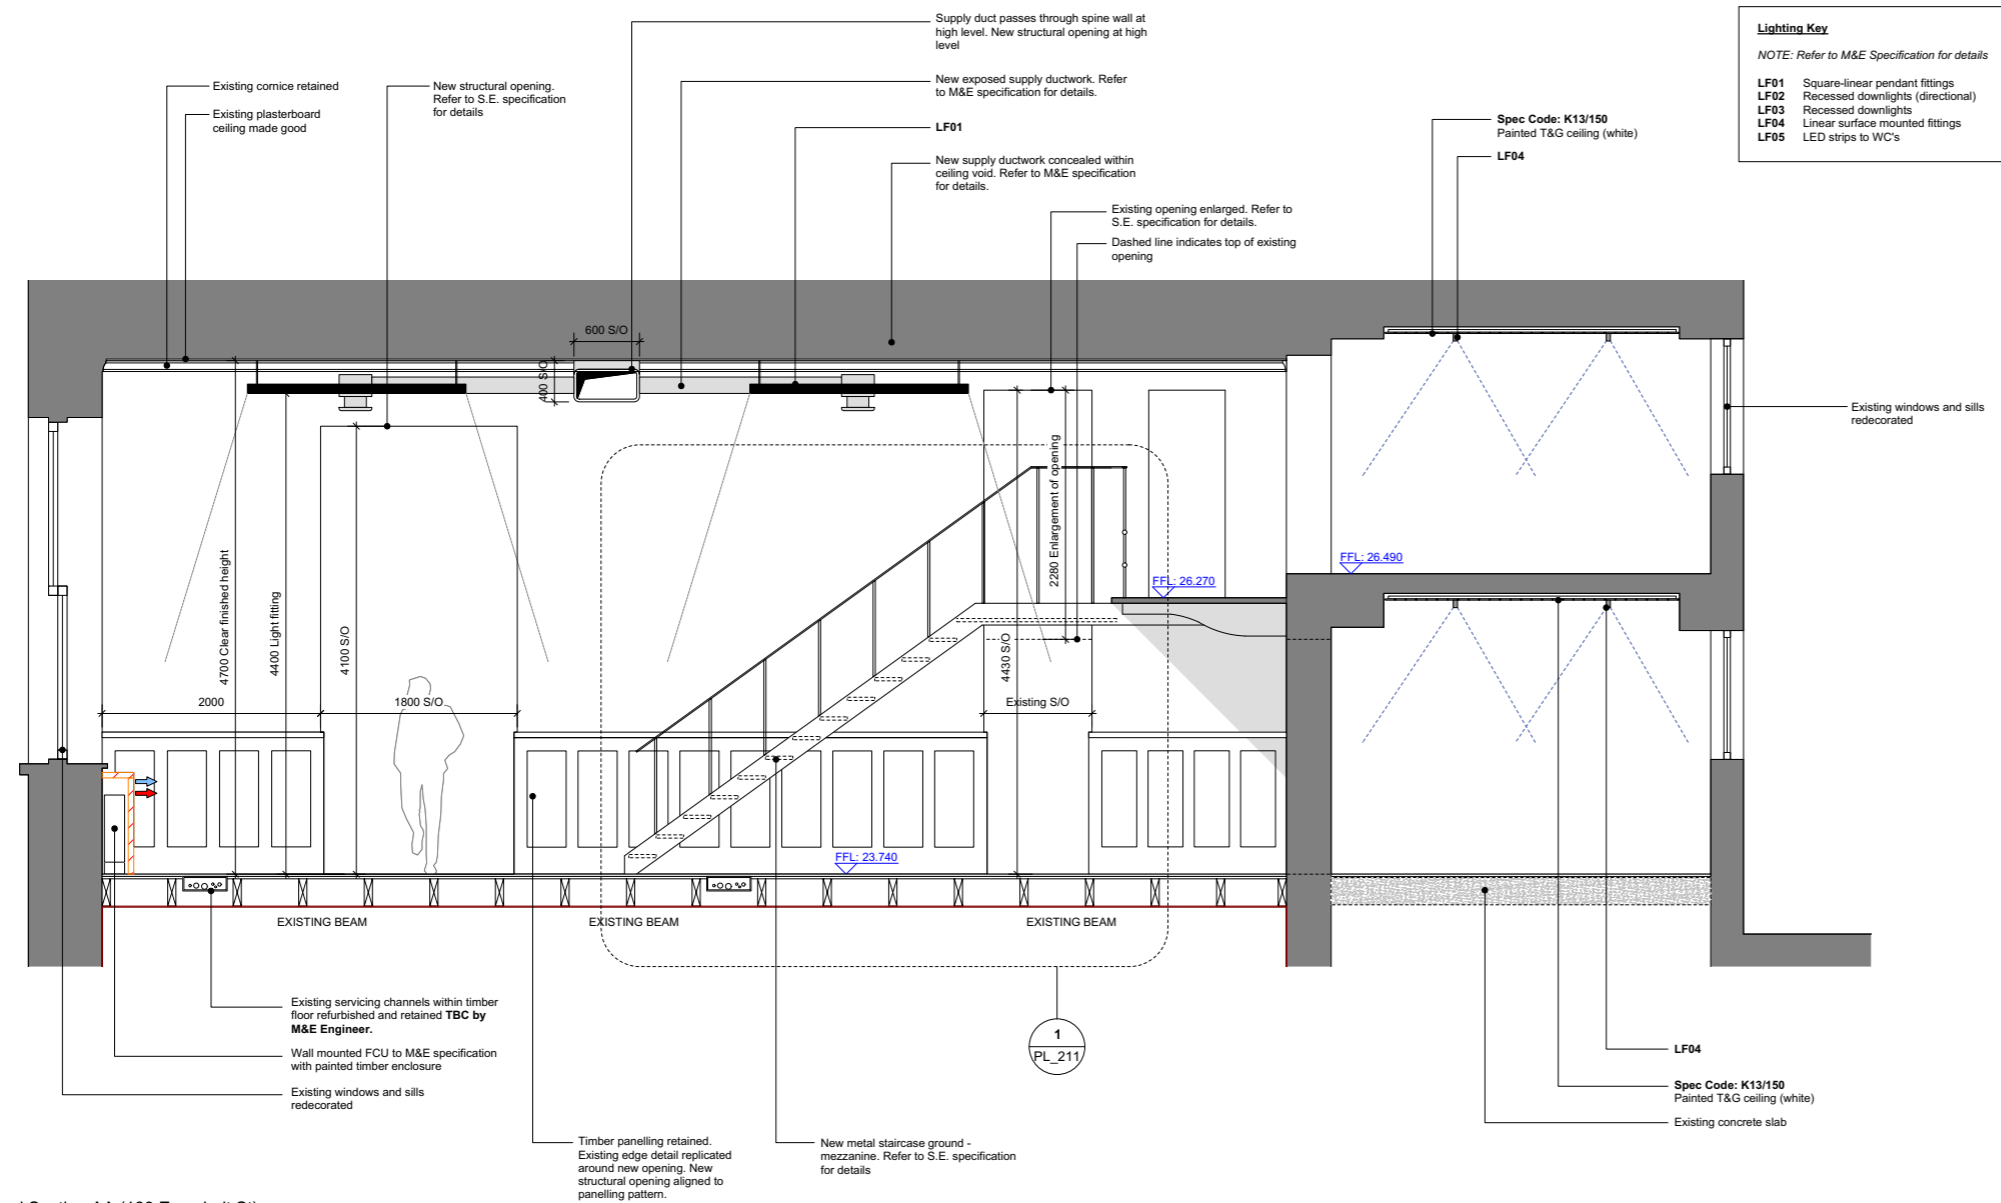 Supply duct passes through spine wall at
high level. New structural opening at high
level
Lighting Key
NOTE: Refer to M&E Specification for details
LF01 Square-linear pendant fittings
LF02 Recessed downlights (directional)
LF03 Recessed downlights
LF04 Linear surface mounted fittings
LF05 LED strips to WC's
Existing cornice retained
Existing plasterboard
ceiling made good
New structural opening.
Refer to S.E. specification
for details
New exposed supply ductwork. Refer
to M&E specification for details.
LF01
New supply ductwork concealed within
ceiling void. Refer to M&E specification
for details.
Spec Code: K13/150
Painted T&G ceiling (white)
LF04
Existing opening enlarged. Refer to
S.E. specification for details.
Dashed line indicates top of existing
opening
600 S/O
400 S/O
Existing windows and sills
redecorated
2280 Enlargement of opening
FFL: 26.490
FFL: 26.270
4700 Clear finished height
4400 Light fitting
4100 S/O
4430 S/O
2000
1800 S/O
Existing S/O
FFL: 23.740
EXISTING BEAM
EXISTING BEAM
EXISTING BEAM
Existing servicing channels within timber
floor refurbished and retained TBC by
M&E Engineer.
Wall mounted FCU to M&E specification
with painted timber enclosure
Existing windows and sills
redecorated
1
PL_211
LF04
Spec Code: K13/150
Painted T&G ceiling (white)
Existing concrete slab
Timber panelling retained.
Existing edge detail replicated
around new opening. New
structural opening aligned to
panelling pattern.
New metal staircase ground -
mezzanine. Refer to S.E. specification
for details